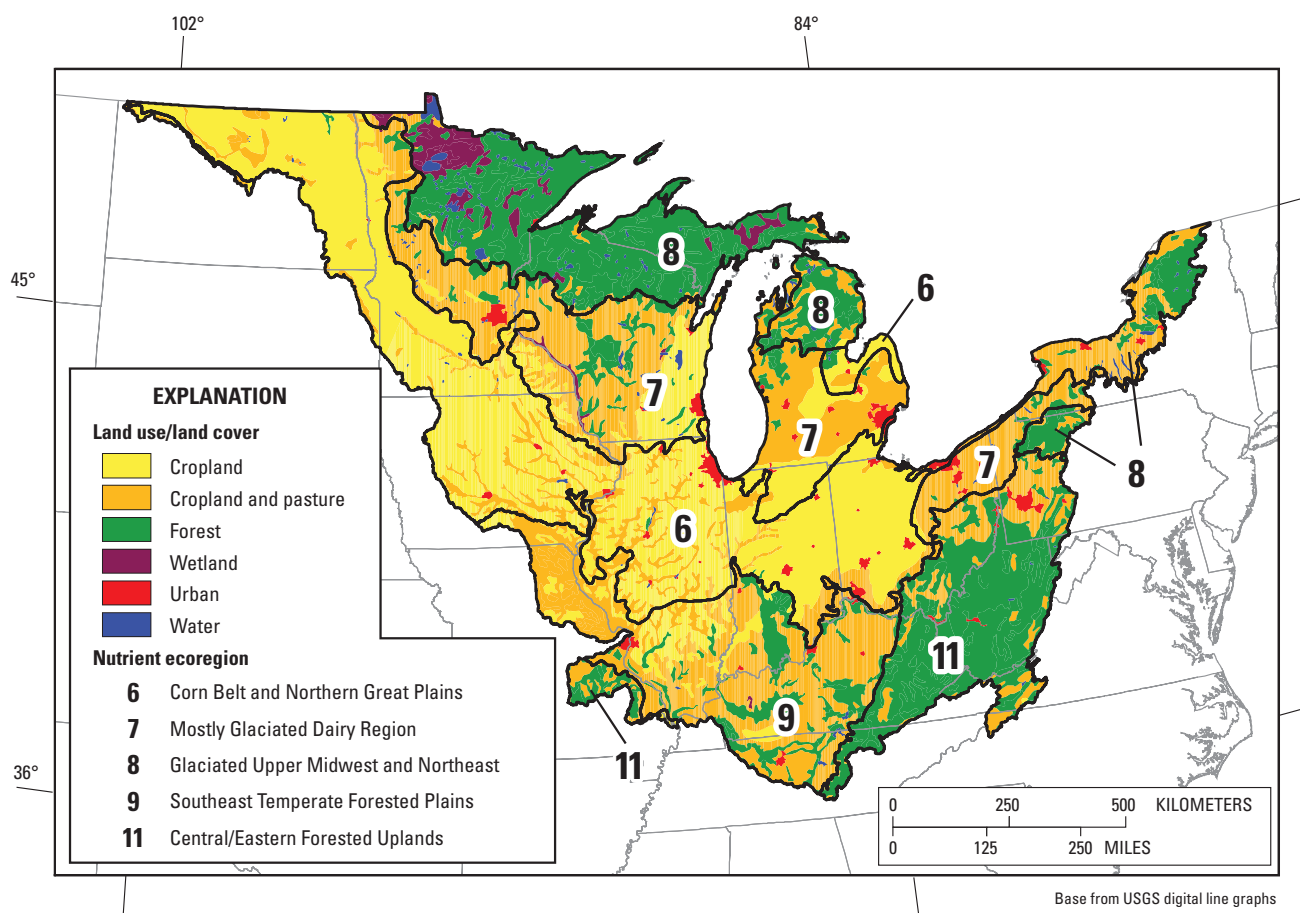 102°
84°
45°
36°
8
8
6
7
7
7
8
6
11
9
11
EXPLANATION
Land use/land cover
Cropland
Cropland and pasture
Forest
Wetland
Urban
Water
Nutrient ecoregion
6 Corn Belt and Northern Great Plains
7 Mostly Glaciated Dairy Region
8 Glaciated Upper Midwest and Northeast
9 Southeast Temperate Forested Plains
11 Central/Eastern Forested Uplands
0 250 500 KILOMETERS
0 125 250 MILES
Base from USGS digital line graphs